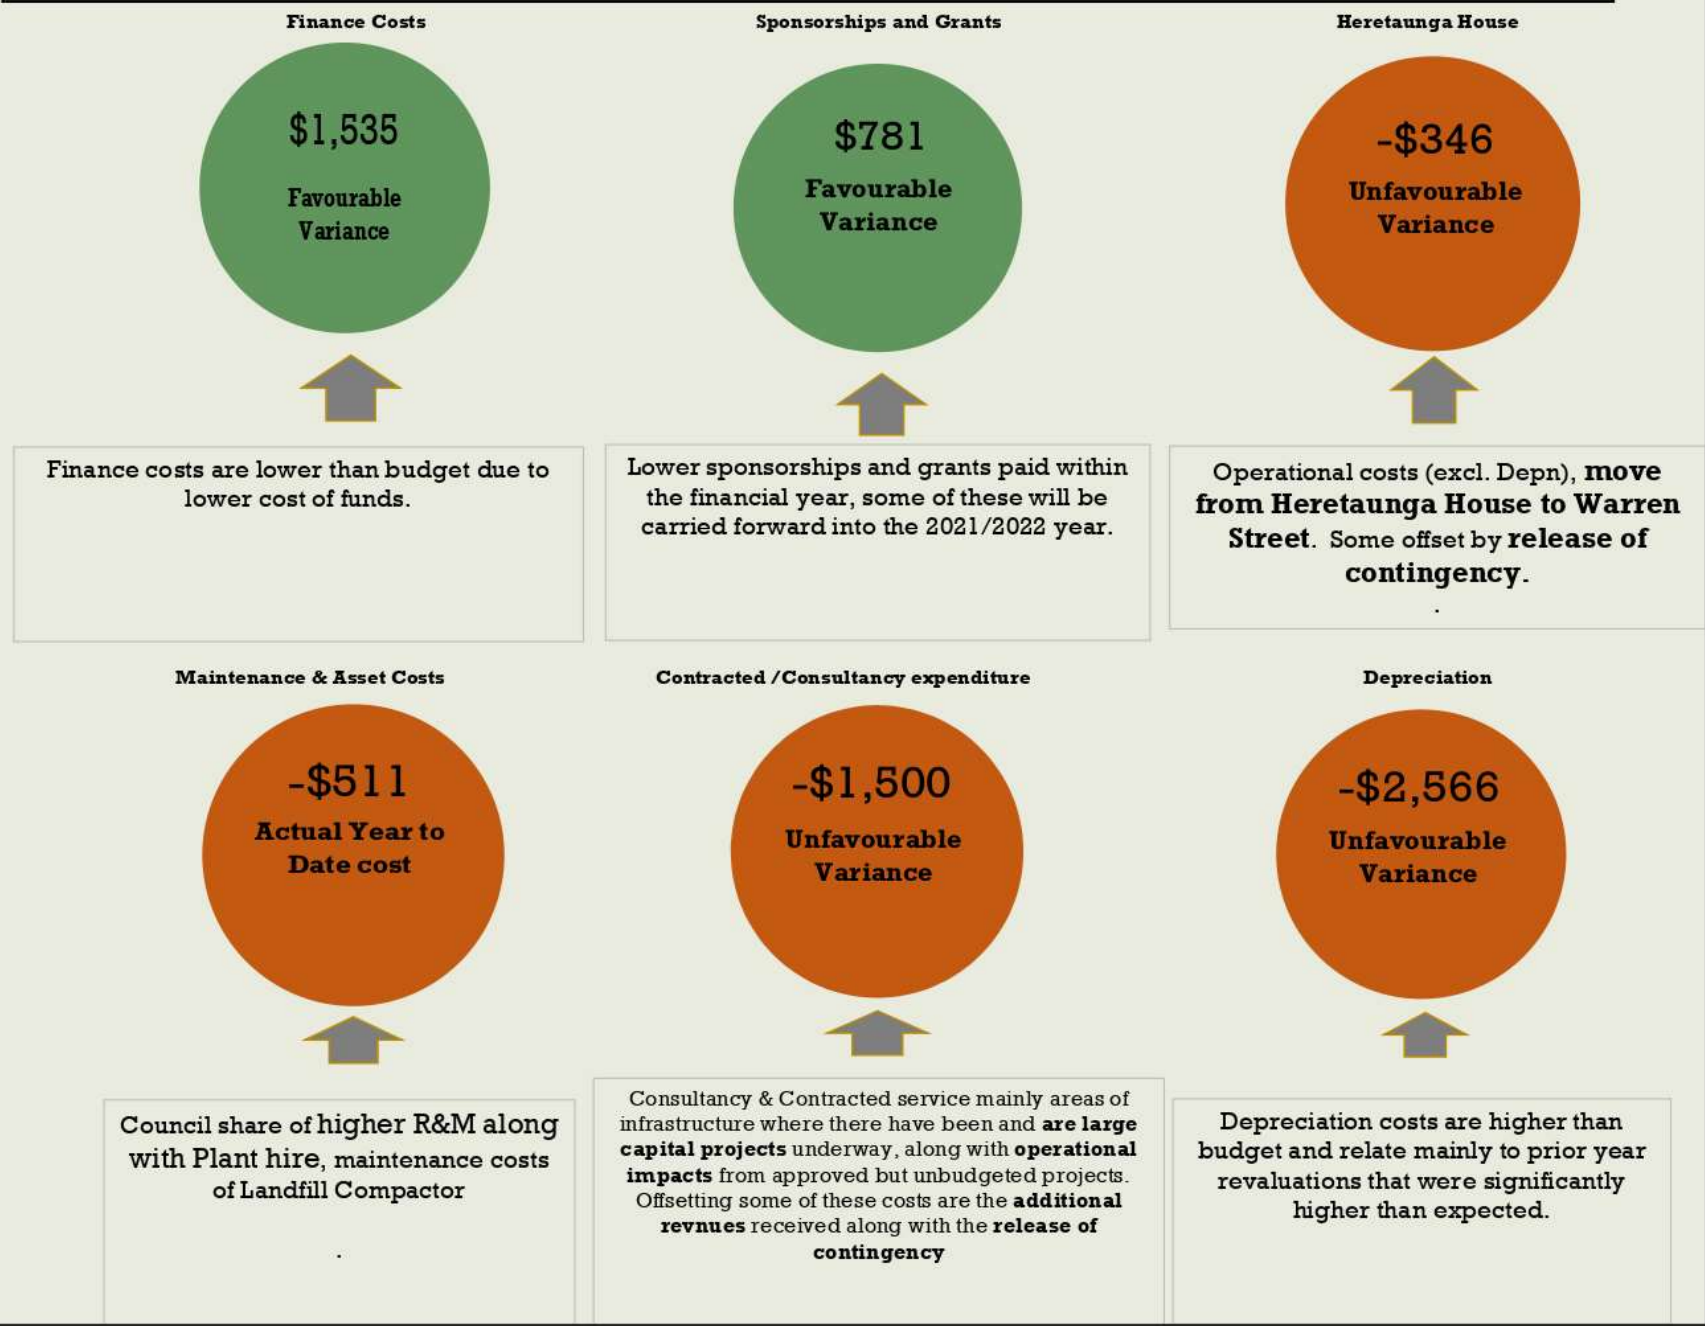 Finance Costs
$1,535
Favourable
Variance
Finance costs are lower than budget due to
lower cost of funds.
Sponsorships and Grants
$781
Favourable
Variance
Lower sponsorships and grants paid within
the financial year, some of these will be
carried forward into the 2021/2022 year.
Heretaunga House
-$346
Unfavourable
Variance
Operational costs (excl. Depn), move
from Heretaunga House to Warren
Street. Some offset by release of
contingency.
.
Maintenance & Asset Costs
-$511
Actual Year to
Date cost
Council share of higher R&M along
with Plant hire, maintenance costs
of Landfill Compactor
.
Contracted /Consultancy expenditure
-$1,500
Unfavourable
Variance
Consultancy & Contracted service mainly areas of
infrastructure where there have been and are large
capital projects underway, along with operational
impacts from approved but unbudgeted projects.
Offsetting some of these costs are the additional
revnues received along with the release of
contingency
Depreciation
-$2,566
Unfavourable
Variance
Depreciation costs are higher than
budget and relate mainly to prior year
revaluations that were significantly
higher than expected.